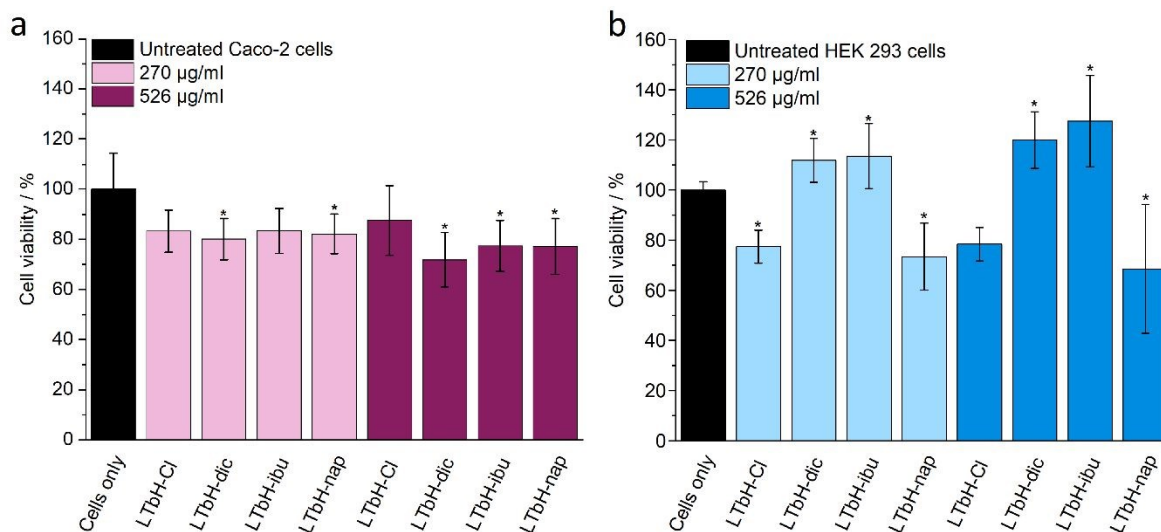 a
160
140
120
100
80
60
40
20
0
Cell viability / %
Untreated Caco-2 cells
270 µg/ml
526 µg/ml
* * * * *
Cells only
LTbH-Cl
LTbH-dic
LTbH-ibu
LTbH-nap
LTbH-Cl
LTbH-dic
LTbH-ibu
LTbH-nap
b
160
140
120
100
80
60
40
20
0
Cell viability / %
Untreated HEK 293 cells
270 µg/ml
526 µg/ml
* * * * * * *
Cells only
LTbH-Cl
LTbH-dic
LTbH-ibu
LTbH-nap
LTbH-Cl
LTbH-dic
LTbH-ibu
LTbH-nap